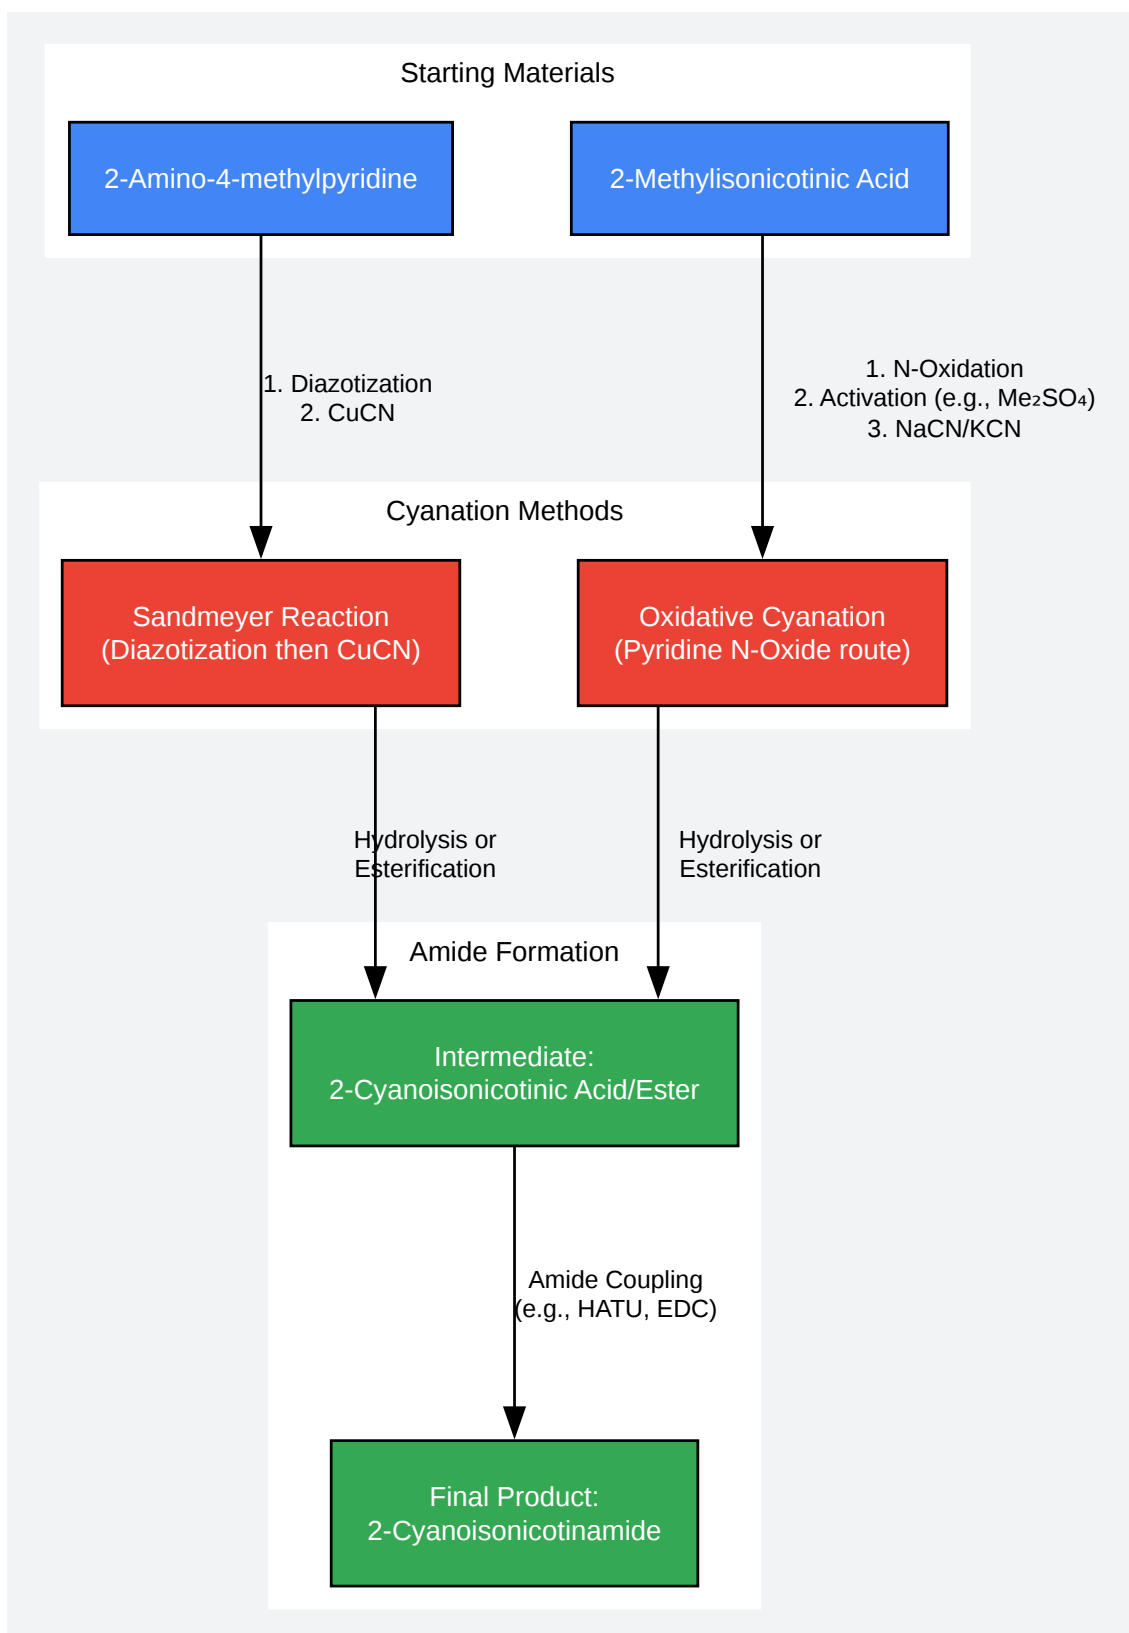 Starting Materials
2-Amino-4-methylpyridine
2-Methylisonicotinic Acid
1. Diazotization
2. CuCN
1. N-Oxidation
2. Activation (e.g., Me₂SO₄)
3. NaCN/KCN
Cyanation Methods
Sandmeyer Reaction
(Diazotization then CuCN)
Oxidative Cyanation
(Pyridine N-Oxide route)
Hydrolysis or
Esterification
Hydrolysis or
Esterification
Amide Formation
Intermediate:
2-Cyanoisonicotinic Acid/Ester
Amide Coupling
(e.g., HATU, EDC)
Final Product:
2-Cyanoisonicotinamide